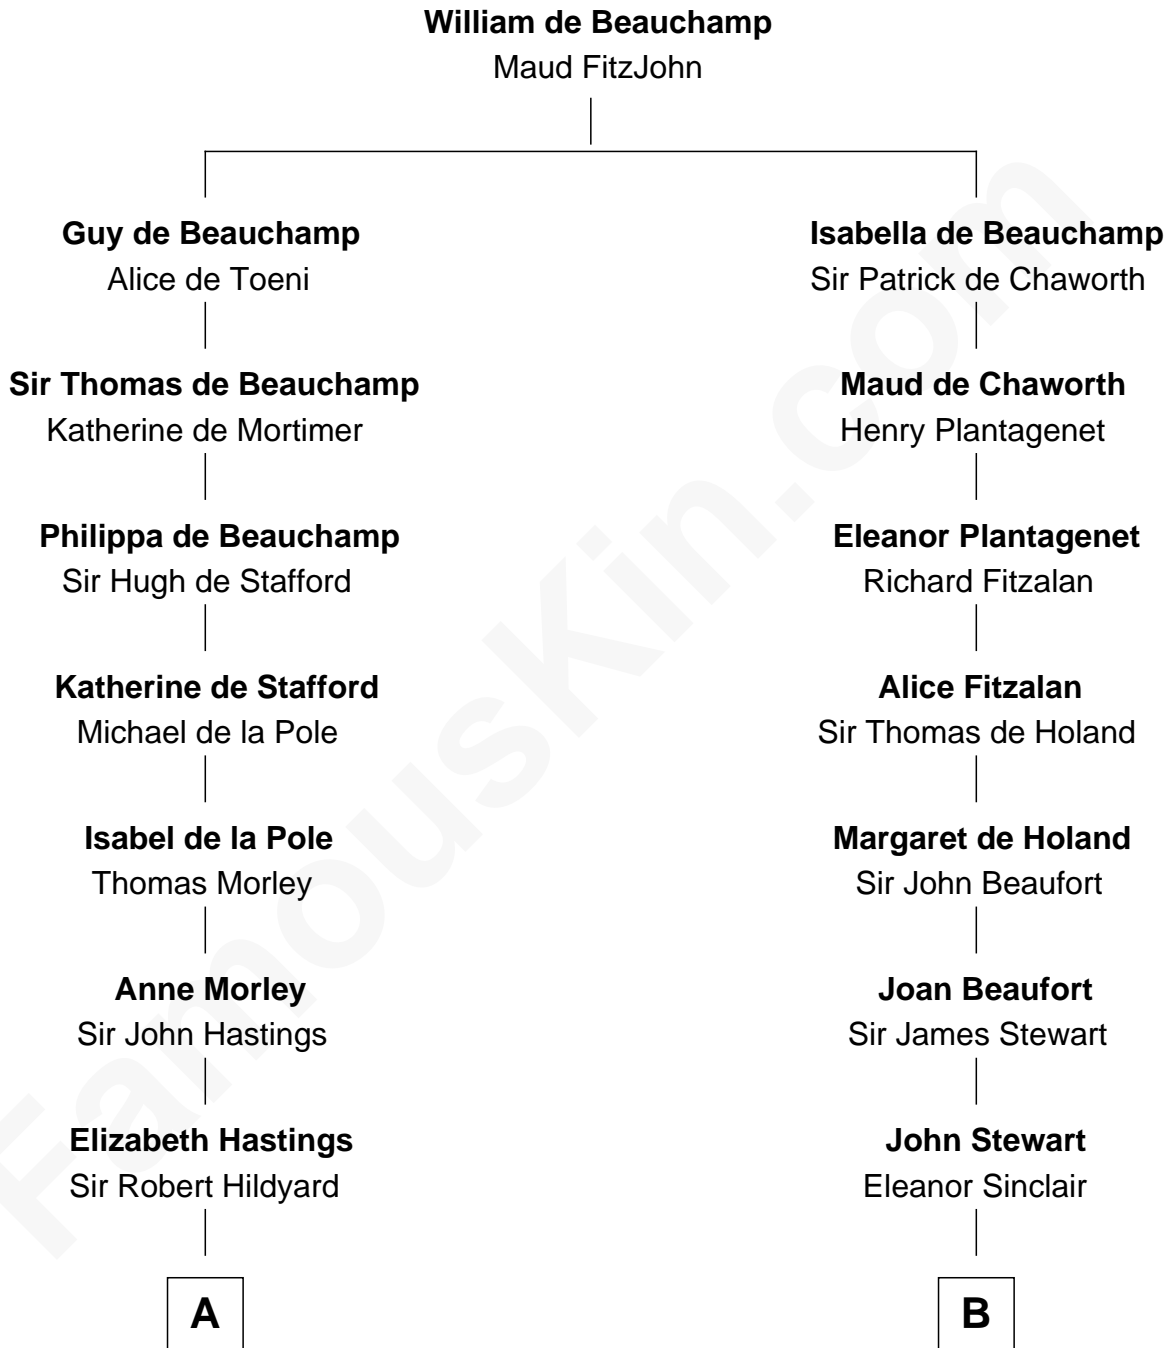 William de Beauchamp
Maud FitzJohn
Guy de Beauchamp
Alice de Toeni
Isabella de Beauchamp
Sir Patrick de Chaworth
Sir Thomas de Beauchamp
Katherine de Mortimer
Maud de Chaworth
Henry Plantagenet
Philippa de Beauchamp
Sir Hugh de Stafford
Eleanor Plantagenet
Richard Fitzalan
Katherine de Stafford
Michael de la Pole
Alice Fitzalan
Sir Thomas de Holand
Isabel de la Pole
Thomas Morley
Margaret de Holand
Sir John Beaufort
Anne Morley
Sir John Hastings
Joan Beaufort
Sir James Stewart
Elizabeth Hastings
Sir Robert Hildyard
John Stewart
Eleanor Sinclair
A
B
FamousKin.com